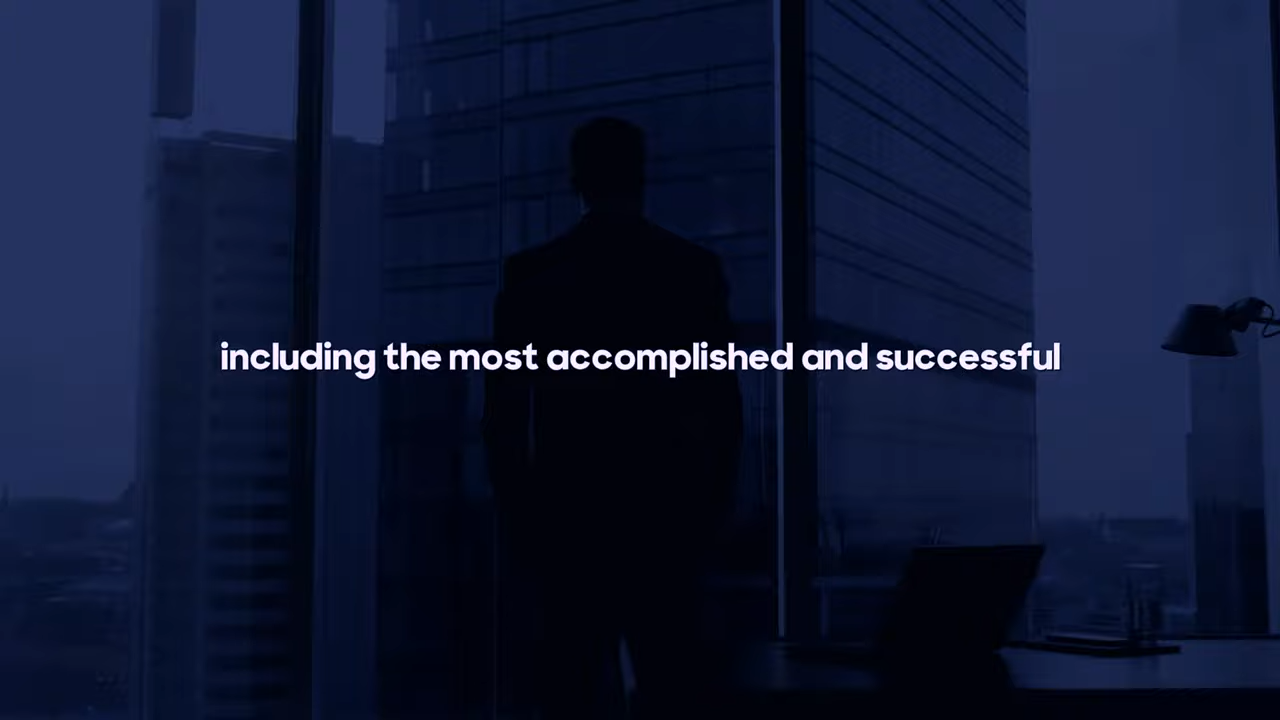 including the most accomplished and successful